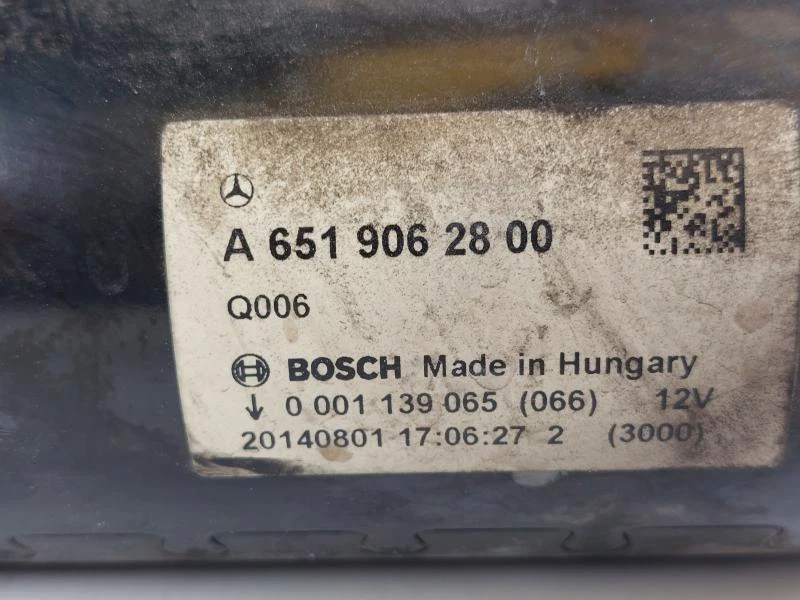 A 651 906 28 00
Q006
BOSCH Made in Hungary
0 001 139 065 (066) 12V
20140801 17:06:27 2 (3000)